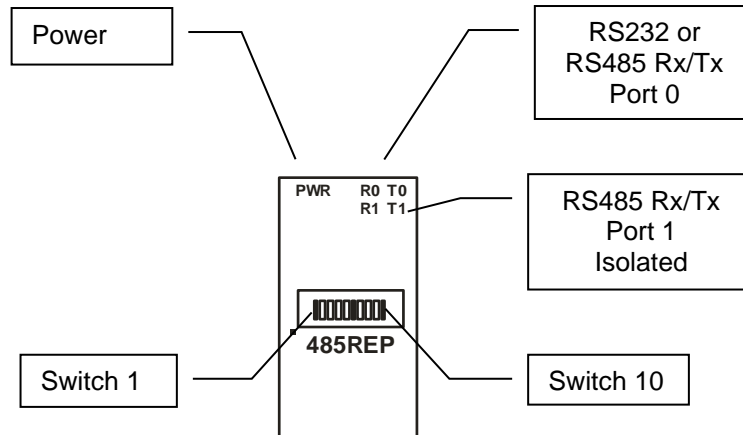 Power
RS232 or
RS485 Rx/Tx
Port 0
PWR R0 T0
R1 T1
RS485 Rx/Tx
Port 1
Isolated
485REP
Switch 1
Switch 10